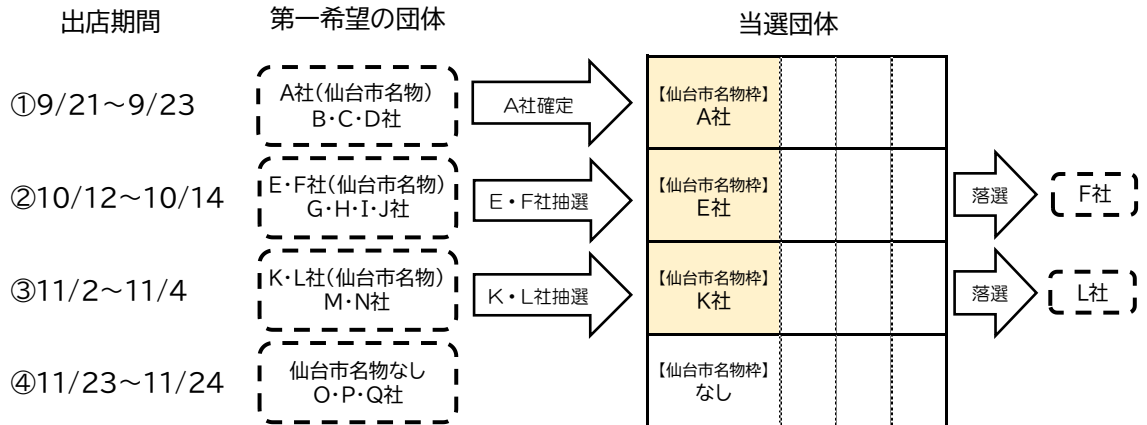 出店期間
第一希望の団体
当選団体
①9/21～9/23
A社(仙台市名物)
B・C・D社
A社確定
【仙台市名物枠】
A社
②10/12～10/14
E・F社(仙台市名物)
G・H・I・J社
E・F社抽選
【仙台市名物枠】
E社
落選
F社
③11/2～11/4
K・L社(仙台市名物)
M・N社
K・L社抽選
【仙台市名物枠】
K社
落選
L社
④11/23～11/24
仙台市名物なし
O・P・Q社
【仙台市名物枠】
なし